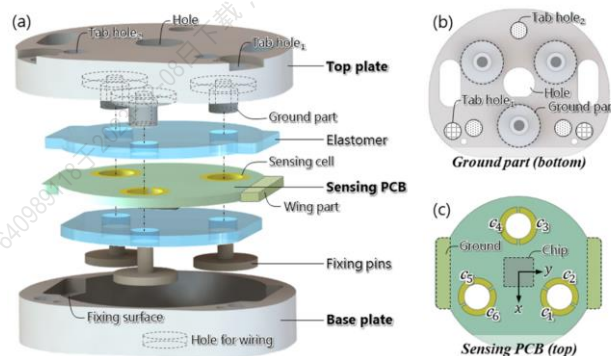 (a)
Hole
Tab hole₂
Tab hole₁
Top plate
Ground part
Elastomer
Sensing cell
Sensing PCB
Wing part
Fixing pins
Fixing surface
Base plate
Hole for wiring
(b)
Tab hole₂
Hole
Tab hole₁
Ground part
Ground part (bottom)
(c)
c₄
c₃
Ground
Chip
y
c₅
c₂
x
c₆
c₁
Sensing PCB (top)